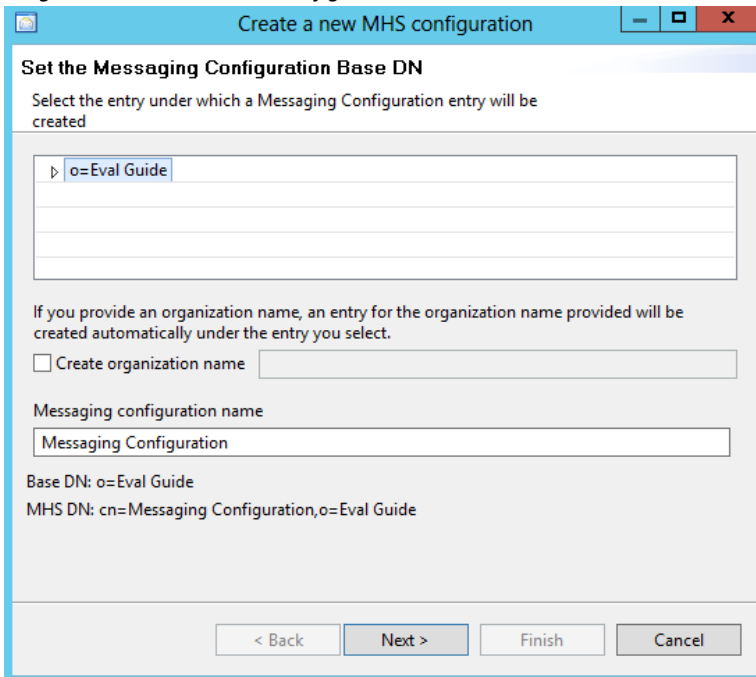 Create a new MHS configuration
Set the Messaging Configuration Base DN
Select the entry under which a Messaging Configuration entry will be
created
o=Eval Guide
If you provide an organization name, an entry for the organization name provided will be
created automatically under the entry you select.
Create organization name
Messaging configuration name
Messaging Configuration
Base DN: o=Eval Guide
MHS DN: cn=Messaging Configuration,o=Eval Guide
< Back Next > Finish Cancel